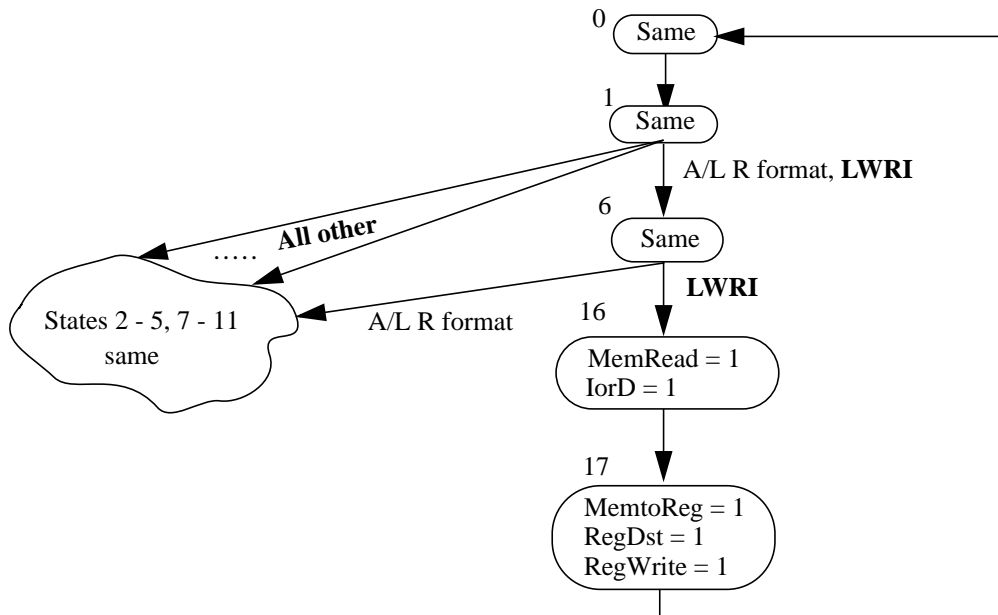 0
Same
1
Same
A/L R format, LWRI
6
Same
All other
.....
LWRI
A/L R format
States 2 - 5, 7 - 11
same
16
MemRead = 1
IorD = 1
17
MemtoReg = 1
RegDst = 1
RegWrite = 1